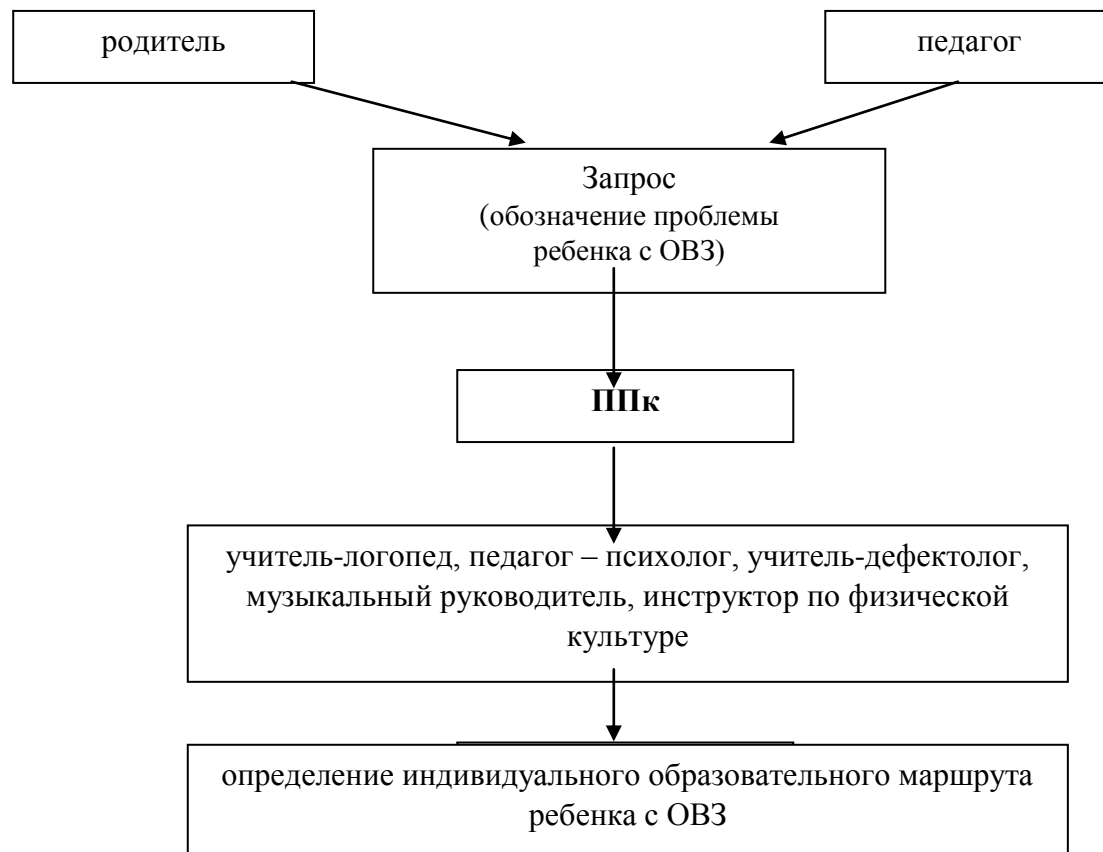 родитель
педагог
Запрос
(обозначение проблемы
ребенка с ОВЗ)
ППк
учитель-логопед, педагог – психолог, учитель-дефектолог,
музыкальный руководитель, инструктор по физической
культуре
определение индивидуального образовательного маршрута
ребенка с ОВЗ